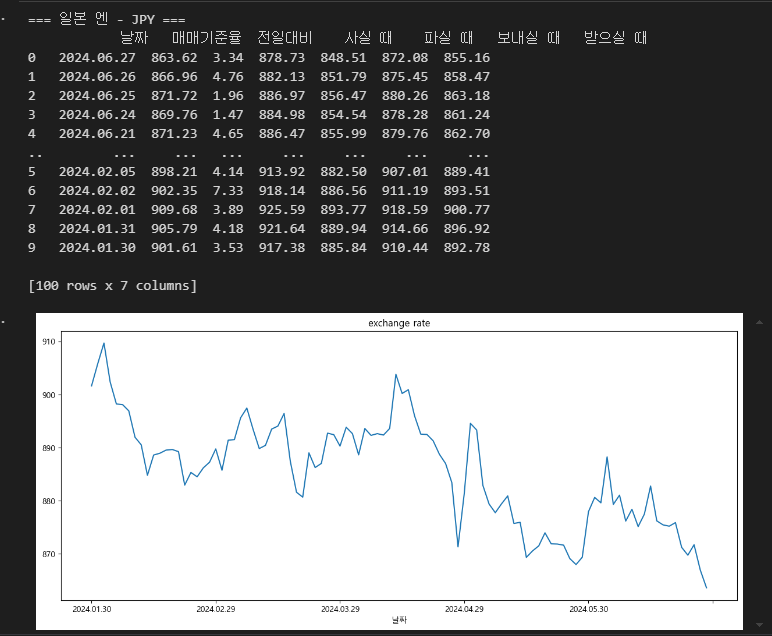 === 일본 엔 - JPY ===
날짜 매매기준율 전일대비 사실 때 파실 때 보내실 때 받으실 때
0 2024.06.27 863.62 3.34 878.73 848.51 872.08 855.16
1 2024.06.26 866.96 4.76 882.13 851.79 875.45 858.47
2 2024.06.25 871.72 1.96 886.97 856.47 880.26 863.18
3 2024.06.24 869.76 1.47 884.98 854.54 878.28 861.24
4 2024.06.21 871.23 4.65 886.47 855.99 879.76 862.70
.. ... ... ... ... ... ... ...
5 2024.02.05 898.21 4.14 913.92 882.50 907.01 889.41
6 2024.02.02 902.35 7.33 918.14 886.56 911.19 893.51
7 2024.02.01 909.68 3.89 925.59 893.77 918.59 900.77
8 2024.01.31 905.79 4.18 921.64 889.94 914.66 896.92
9 2024.01.30 901.61 3.53 917.38 885.84 910.44 892.78
[100 rows x 7 columns]
exchange rate
910
900
890
880
870
2024.01.30 2024.02.29 2024.03.29 2024.04.29 2024.05.30
날짜